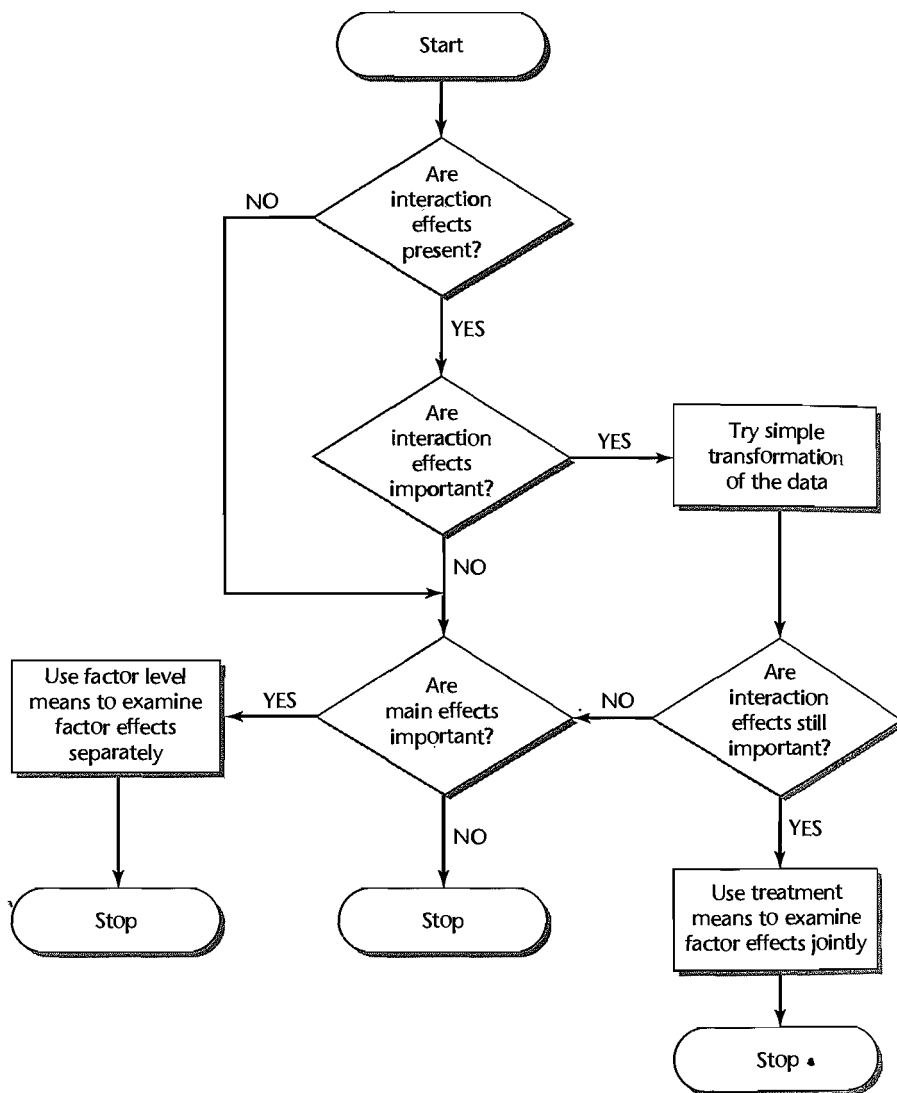 Start
Are
interaction
effects
present?
NO
YES
Are
interaction
effects
important?
YES
Try simple
transformation
of the data
NO
Use factor level
means to examine
factor effects
separately
YES
Are
main effects
important?
NO
Are
interaction
effects still
important?
NO
YES
Stop
Stop
Use treatment
means to examine
factor effects jointly
Stop